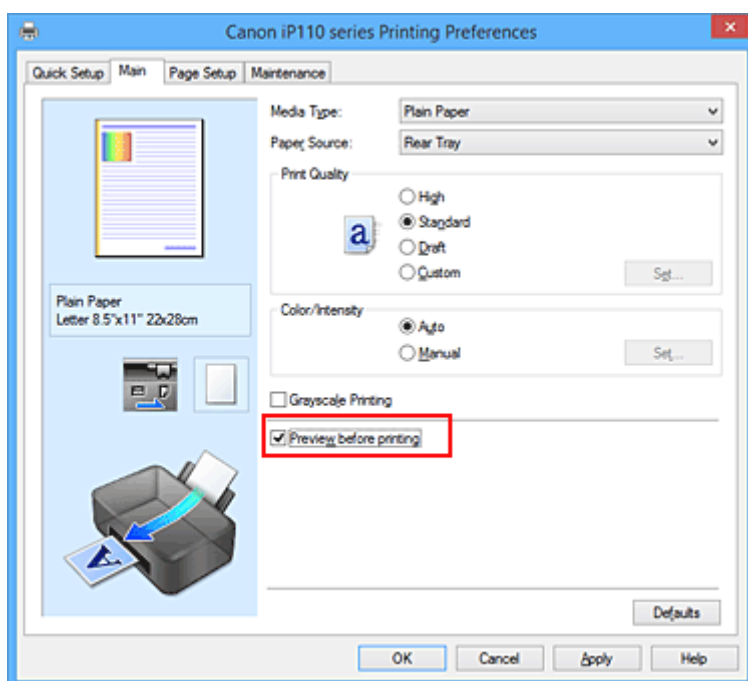 Canon iP110 series Printing Preferences
Quick Setup Main Page Setup Maintenance
Media Type: Plain Paper
Paper Source: Rear Tray
Print Quality
High
a Standard
Draft
Custom Set...
Plain Paper
Letter 8.5"x11" 22x28cm
Color/Intensity
Auto
Manual Set...
Grayscale Printing
Preview before printing
A
Defaults
OK Cancel Apply Help